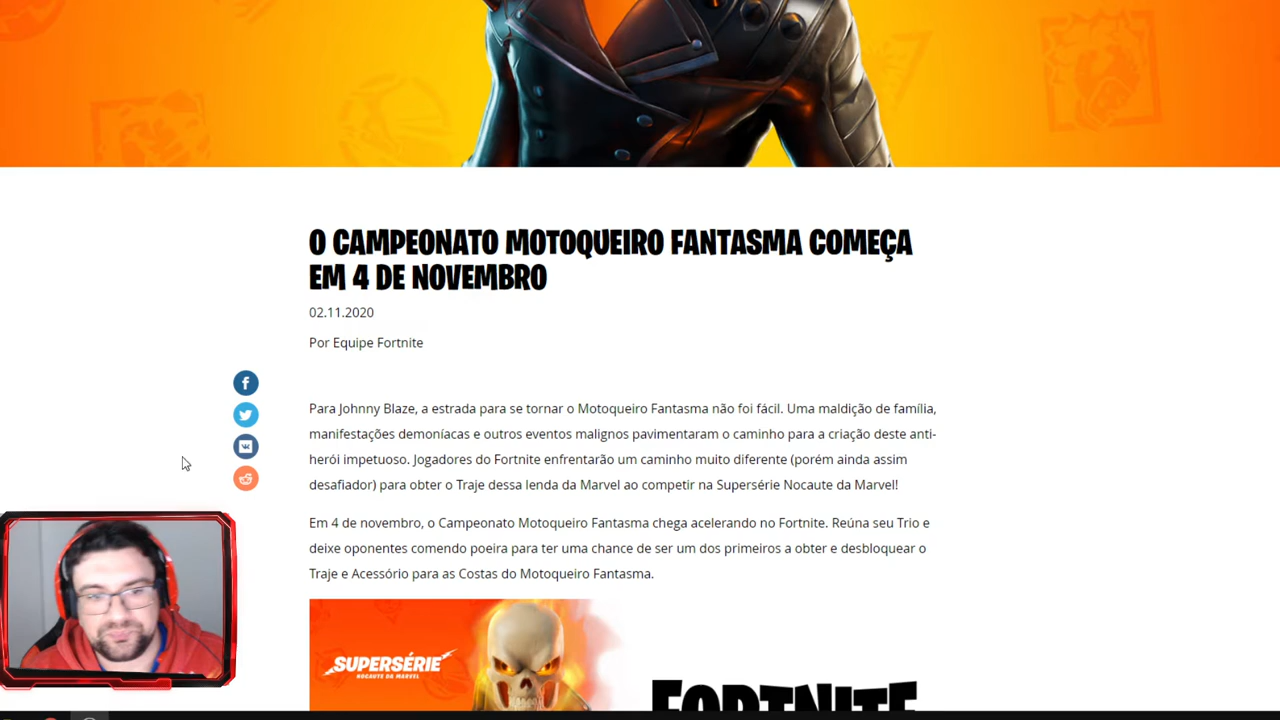 O CAMPEONATO MOTOQUEIRO FANTASMA COMEÇA
EM 4 DE NOVEMBRO
02.11.2020
Por Equipe Fortnite
Para Johnny Blaze, a estrada para se tornar o Motoqueiro Fantasma não foi fácil. Uma maldição de família,
manifestações demoníacas e outros eventos malignos pavimentaram o caminho para a criação deste anti-
herói impetuoso. Jogadores do Fortnite enfrentarão um caminho muito diferente (porém ainda assim
desafiador) para obter o Traje dessa lenda da Marvel ao competir na Supersérie Nocaute da Marvel!
Em 4 de novembro, o Campeonato Motoqueiro Fantasma chega acelerando no Fortnite. Reúna seu Trio e
deixe oponentes comendo poeira para ter uma chance de ser um dos primeiros a obter e desbloquear o
Traje e Acessório para as Costas do Motoqueiro Fantasma.
SUPERSÉRIE
NOCAUTE DA MARVEL
FORTNITE